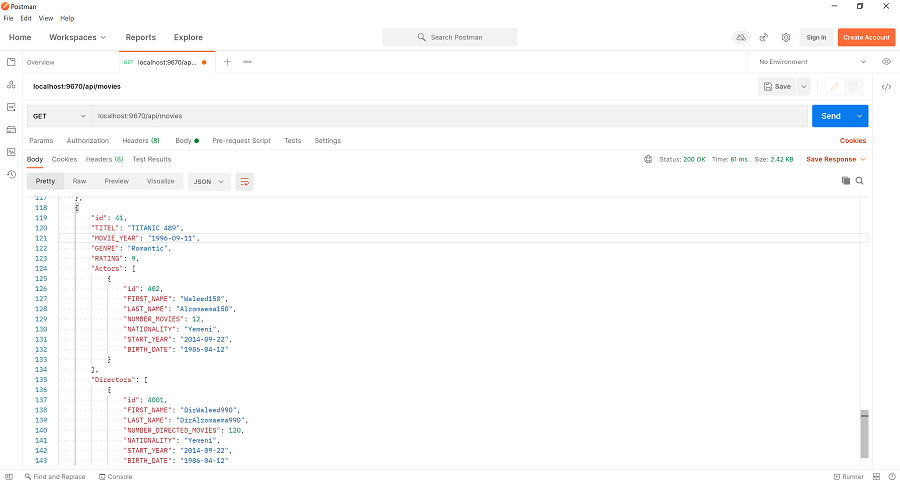 Postman
File Edit View Help
Home Workspaces Reports Explore Search Postman Sign In Create Account
Overview GET localhost:9670/ap... No Environment
localhost:9670/api/movies Save
GET localhost:9670/api/movies Send
Params Authorization Headers (8) Body Pre-request Script Tests Settings Cookies
Body Cookies Headers (8) Test Results Status: 200 OK Time: 61 ms Size: 2.42 KB Save Response
Pretty Raw Preview Visualize JSON
117 },
118 {
119 "id": 41,
120 "TITEL": "TITANIC 489",
121 "MOVIE_YEAR": "1996-09-11",
122 "GENRE": "Romantic",
123 "RATING": 9,
124 "Actors": [
125 {
126 "id": 402,
127 "FIRST_NAME": "Waleed150",
128 "LAST_NAME": "Alromaema150",
129 "NUMBER_MOVIES": 12,
130 "NATIONALITY": "Yemeni",
131 "START_YEAR": "2014-09-22",
132 "BIRTH_DATE": "1986-04-12"
133 }
134 ],
135 "Directors": [
136 {
137 "id": 4001,
138 "FIRST_NAME": "DirWaleed990",
139 "LAST_NAME": "DirAlromaema990",
140 "NUMBER_DIRECTED_MOVIES": 120,
141 "NATIONALITY": "Yemeni",
142 "START_YEAR": "2014-09-22",
143 "BIRTH_DATE": "1986-04-12"
Find and Replace Console Runner